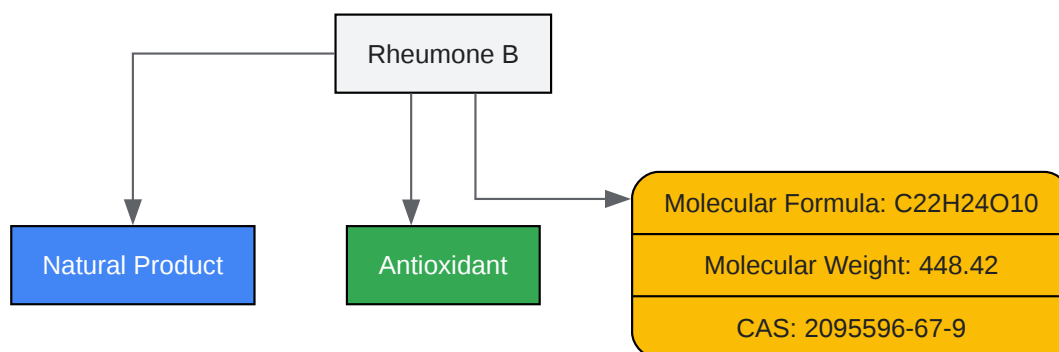 Rheumone B
Natural Product
Antioxidant
Molecular Formula: C22H24O10
Molecular Weight: 448.42
CAS: 2095596-67-9